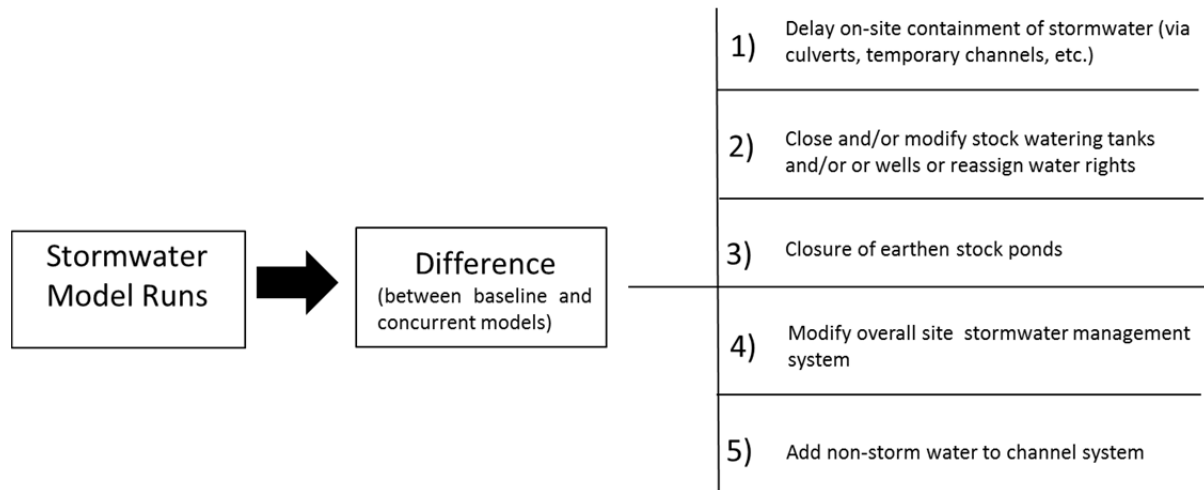 Stormwater
Model Runs
Difference
(between baseline and
concurrent models)
1) Delay on-site containment of stormwater (via
culverts, temporary channels, etc.)
2) Close and/or modify stock watering tanks
and/or or wells or reassign water rights
3) Closure of earthen stock ponds
4) Modify overall site stormwater management
system
5) Add non-storm water to channel system